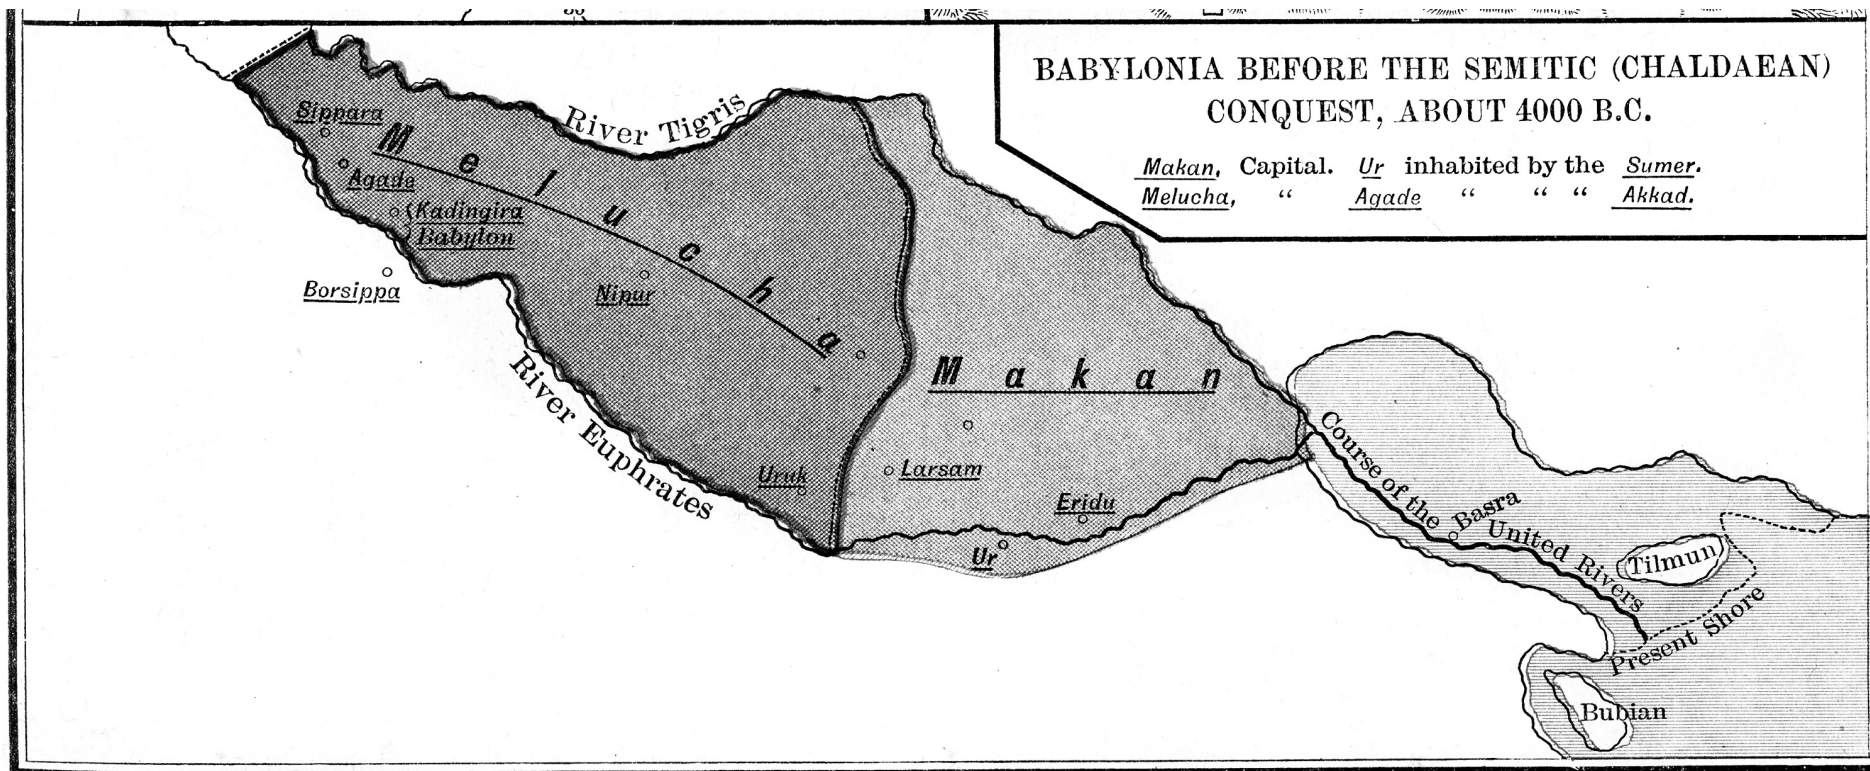 BABYLONIA BEFORE THE SEMITIC (CHALDAEAN)
CONQUEST, ABOUT 4000 B.C.
Makan, Capital. Ur inhabited by the Sumer.
Melucha, “ Agade “ “ “ Akkad.
River Tigris
Sippara
Melucha
Agade
Kadingira
Babylon
Borsippa
Nipur
River Euphrates
Makan
Uruk
Larsam
Eridu
Ur
Course of the United Rivers
Basra
Tilmun
Present Shore
Bubian